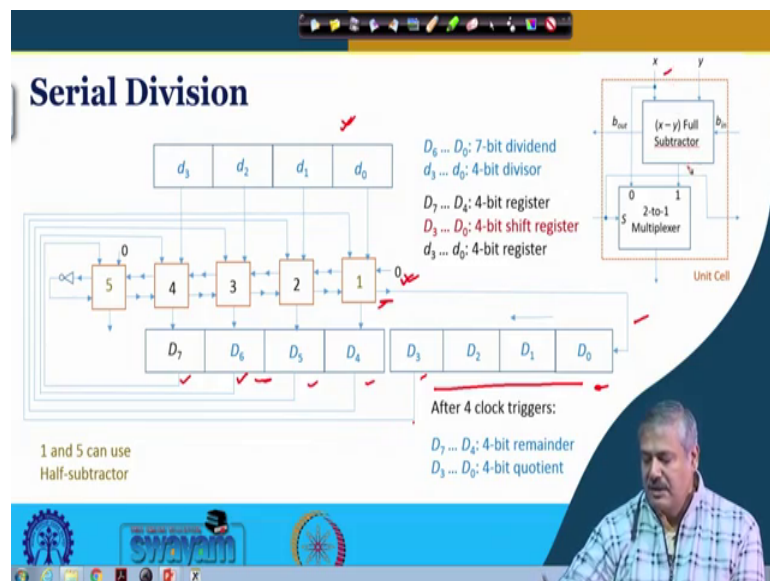 Serial Division
d3
d2
d1
d0
D6 ... D0: 7-bit dividend
d3 ... d0: 4-bit divisor
D7 ... D4: 4-bit register
D3 ... D0: 4-bit shift register
d3 ... d0: 4-bit register
x
y
bout
(x – y) Full
Subtractor
bin
0
1
S
2-to-1
Multiplexer
Unit Cell
0
5
4
3
2
1
0
D7
D6
D5
D4
D3
D2
D1
D0
After 4 clock triggers:
D7 ... D4: 4-bit remainder
D3 ... D0: 4-bit quotient
1 and 5 can use
Half-subtractor
swayam